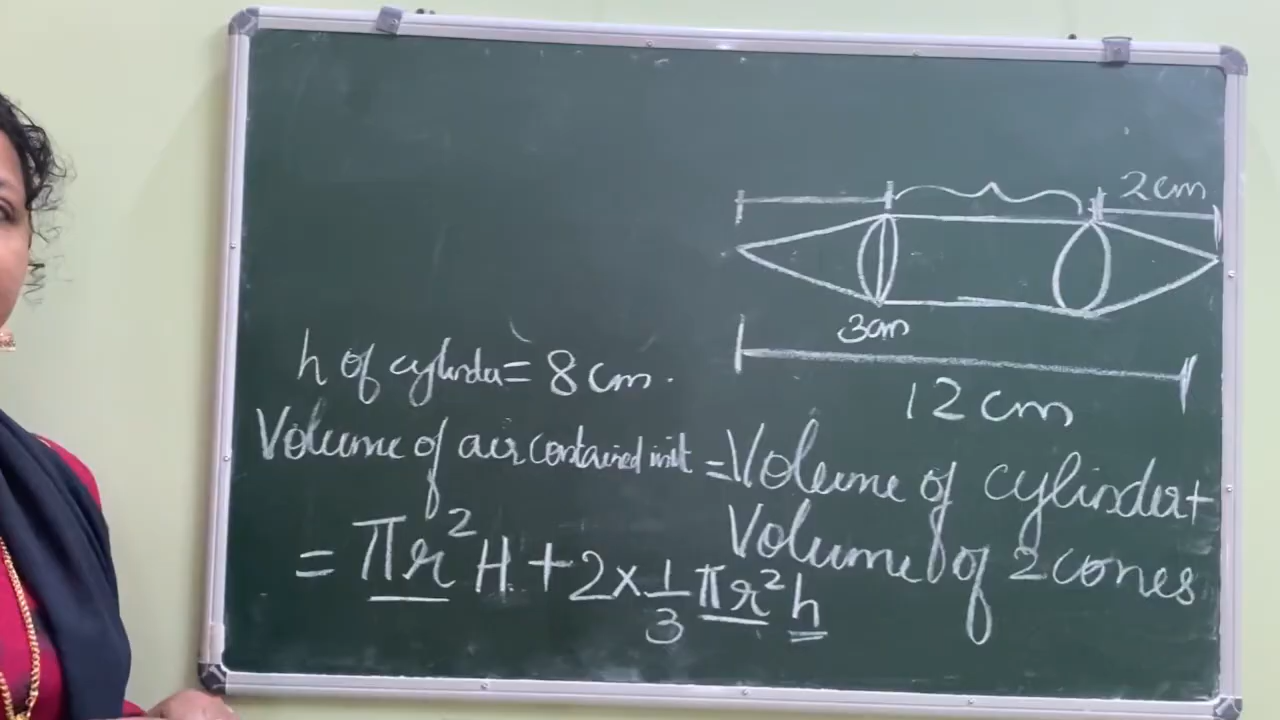 2cm
3cm
12 cm
h of cylinder = 8 cm.
Volume of air contained in it = Volume of cylinder +
Volume of 2 cones
= πr²H + 2 × 1/3 πr²h